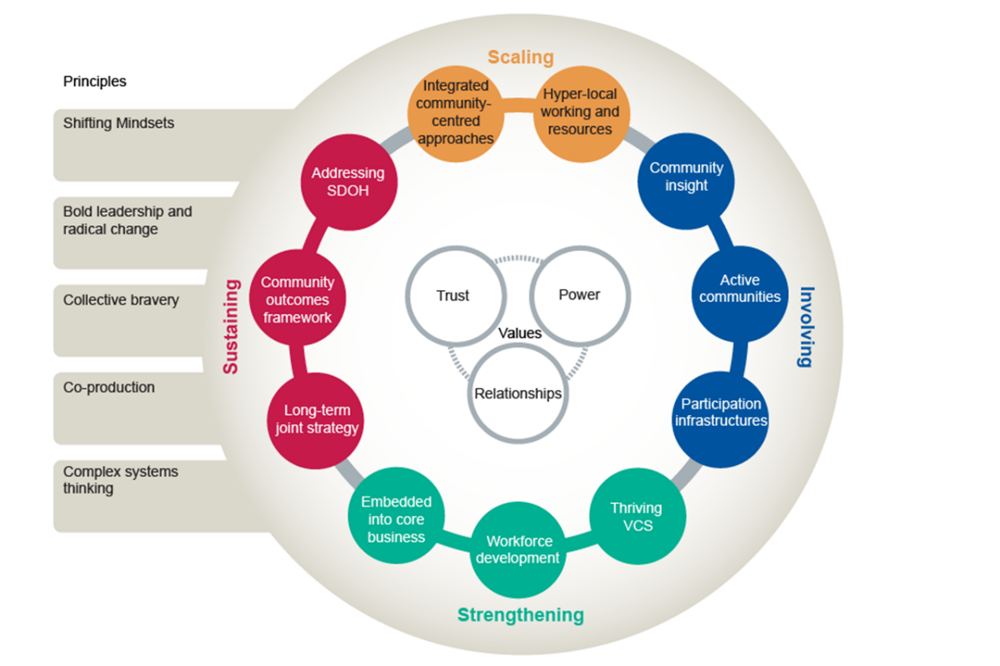 Principles
Shifting Mindsets
Bold leadership and
radical change
Collective bravery
Co-production
Complex systems
thinking
Scaling
Integrated
community-
centred
approaches
Hyper-local
working and
resources
Involving
Community
insight
Active
communities
Participation
infrastructures
Strengthening
Thriving
VCS
Workforce
development
Embedded
into core
business
Sustaining
Long-term
joint strategy
Community
outcomes
framework
Addressing
SDOH
Values
Trust
Power
Relationships